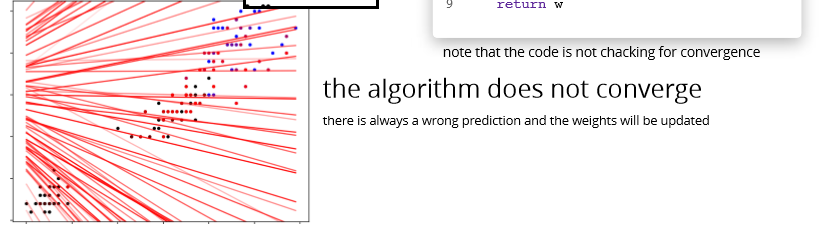 9 return w
note that the code is not chacking for convergence
the algorithm does not converge
there is always a wrong prediction and the weights will be updated